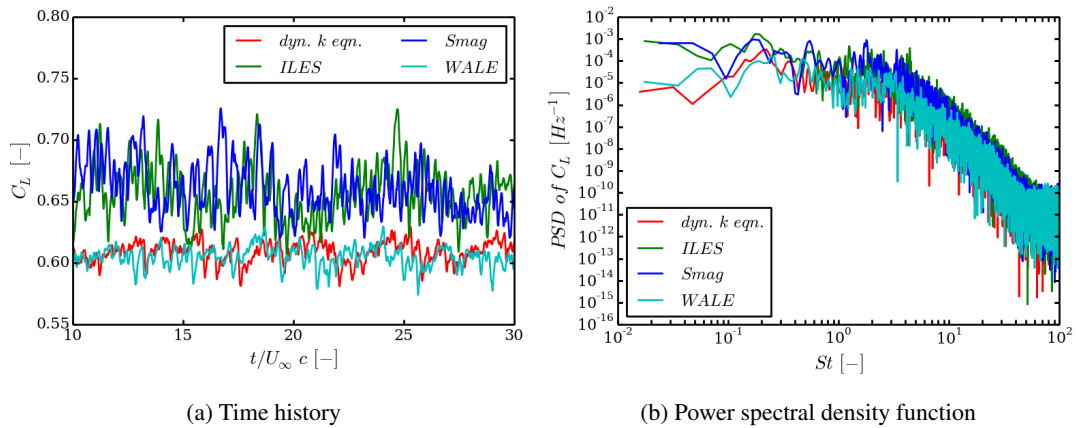 0.80
0.75
0.70
0.65
0.60
0.55
C_L [−]
dyn. k eqn.
ILES
Smag
WALE
10 15 20 25 30
t/U_∞ c [−]
(a) Time history
10^-2
10^-3
10^-4
10^-5
10^-6
10^-7
10^-8
10^-9
10^-10
10^-11
10^-12
10^-13
10^-14
10^-15
10^-16
PSD of C_L [Hz^-1]
dyn. k eqn.
ILES
Smag
WALE
10^-2 10^-1 10^0 10^1 10^2
St [−]
(b) Power spectral density function